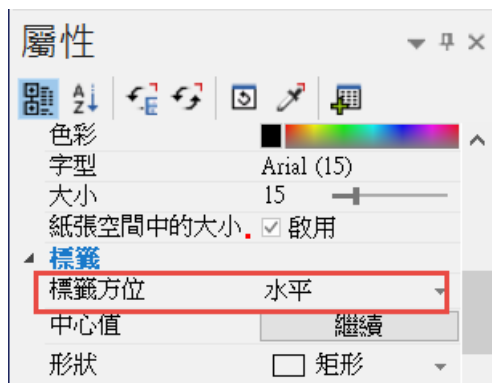 屬性
色彩
字型 Arial (15)
大小 15
紙張空間中的大小. 啟用
標籤
標籤方位 水平
中心值 繼續
形狀 矩形